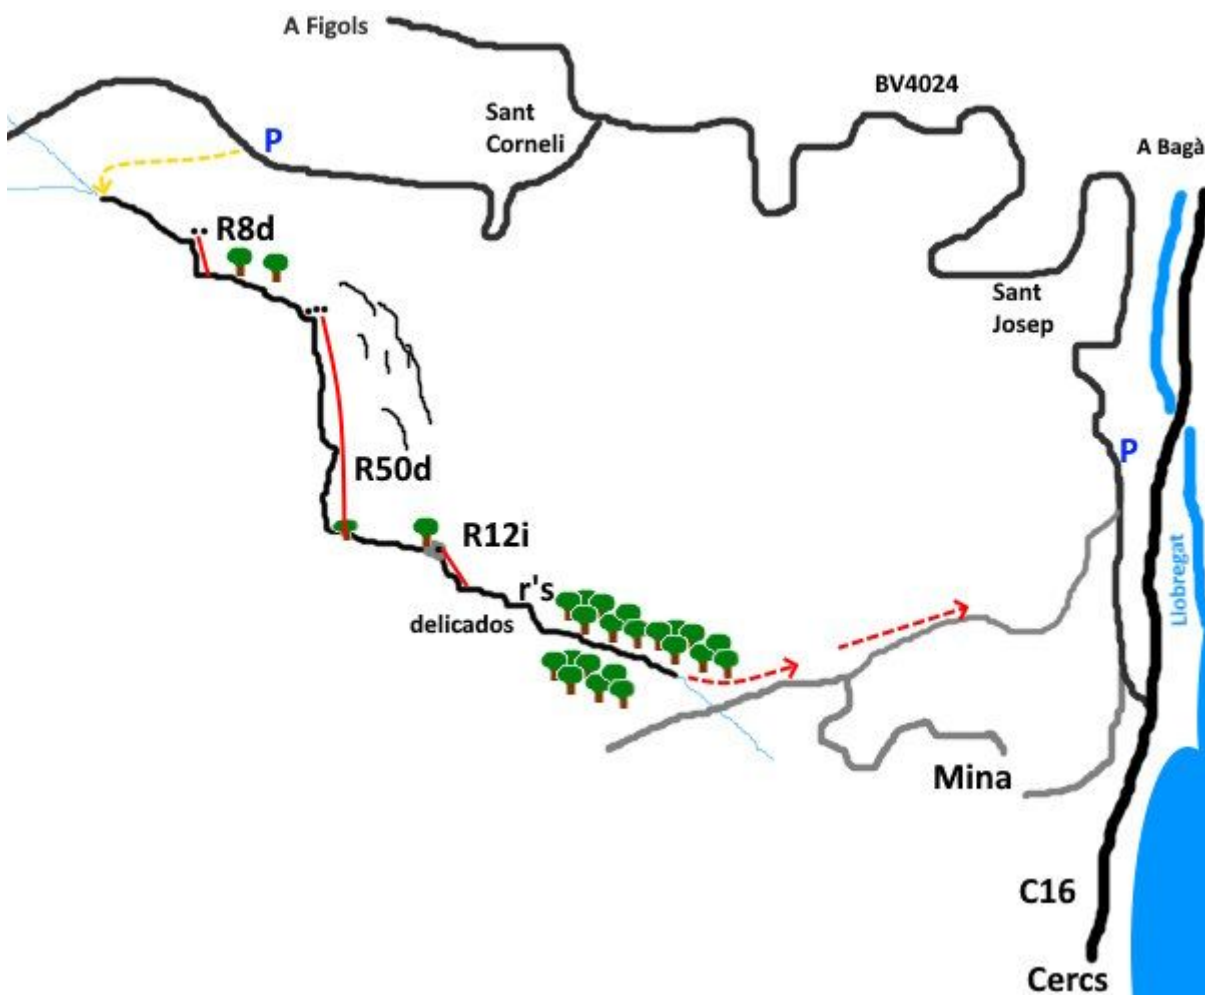 A Figols
BV4024
Sant
Corneli
P
A Bagà
R8d
Sant
Josep
P
R50d
R12i
r's
delicados
Llobregat
Mina
C16
Cercs